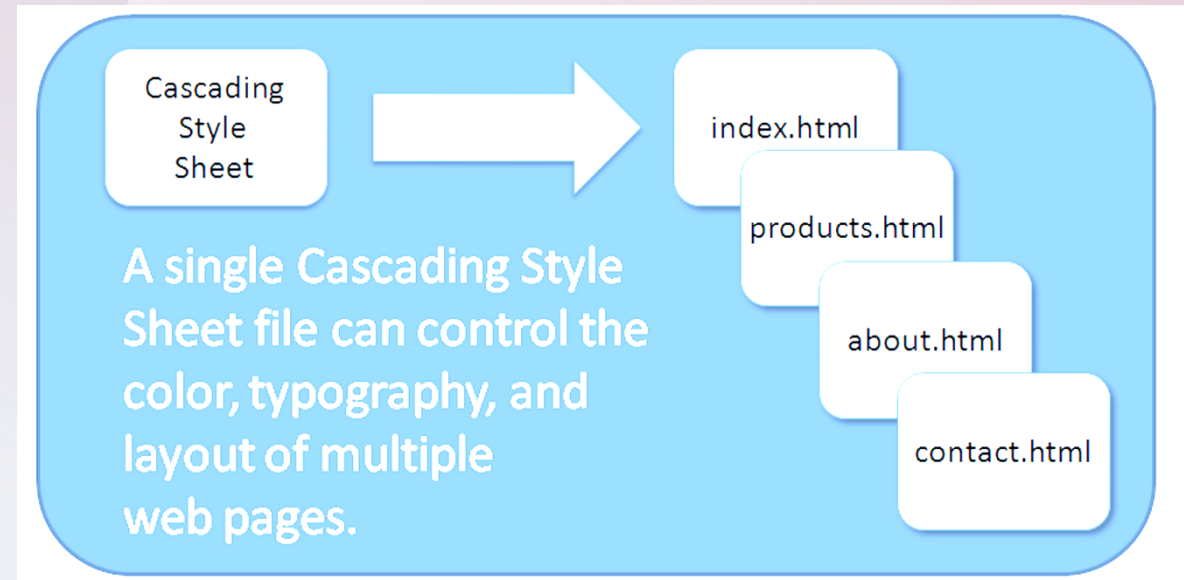 Cascading
Style
Sheet
index.html
products.html
about.html
contact.html
A single Cascading Style
Sheet file can control the
color, typography, and
layout of multiple
web pages.